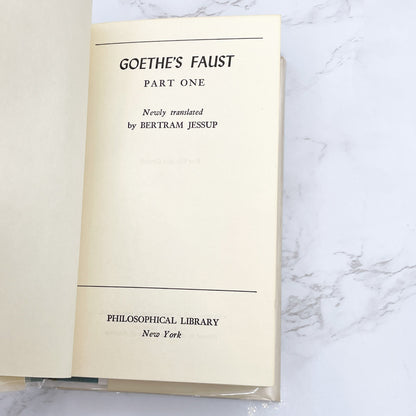 GOETHE'S FAUST
PART ONE
Newly translated
by BERTRAM JESSUP
PHILOSOPHICAL LIBRARY
New York